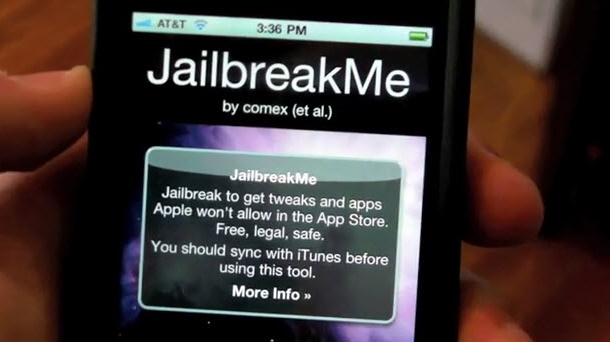 AT&T 3:36 PM
JailbreakMe
by comex (et al.)
JailbreakMe
Jailbreak to get tweaks and apps
Apple won't allow in the App Store.
Free, legal, safe.
You should sync with iTunes before
using this tool.
More Info »